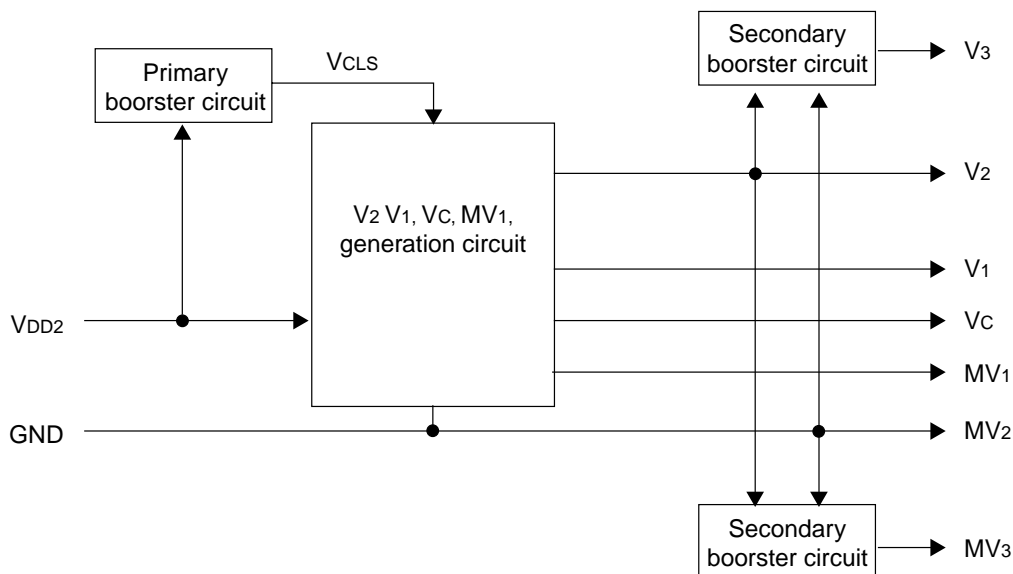 Secondary
boorster circuit
V3
Primary
boorster circuit
VCLS
V2
V2 V1, VC, MV1,
generation circuit
V1
VDD2
VC
MV1
GND
MV2
Secondary
boorster circuit
MV3